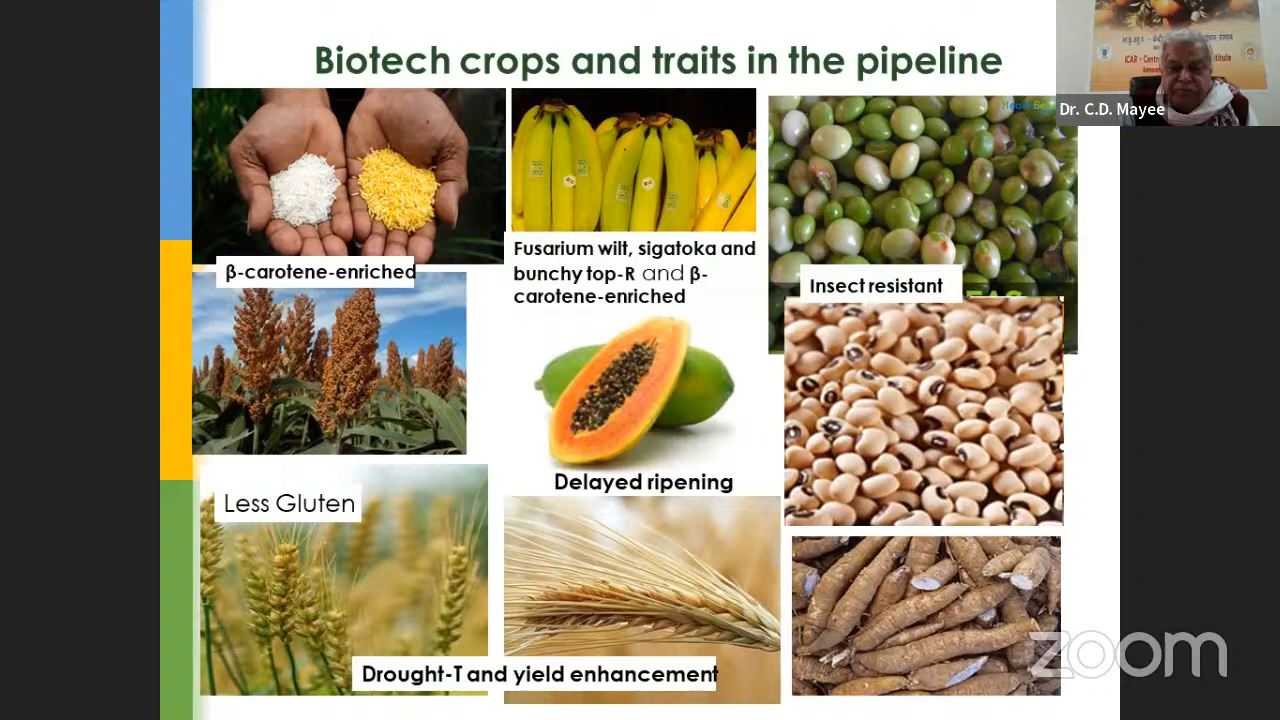 Biotech crops and traits in the pipeline
Dr. C.D. Mayee
β-carotene-enriched
Fusarium wilt, sigatoka and
bunchy top-R and β-
carotene-enriched
Insect resistant
Delayed ripening
Less Gluten
Drought-T and yield enhancement
zoom